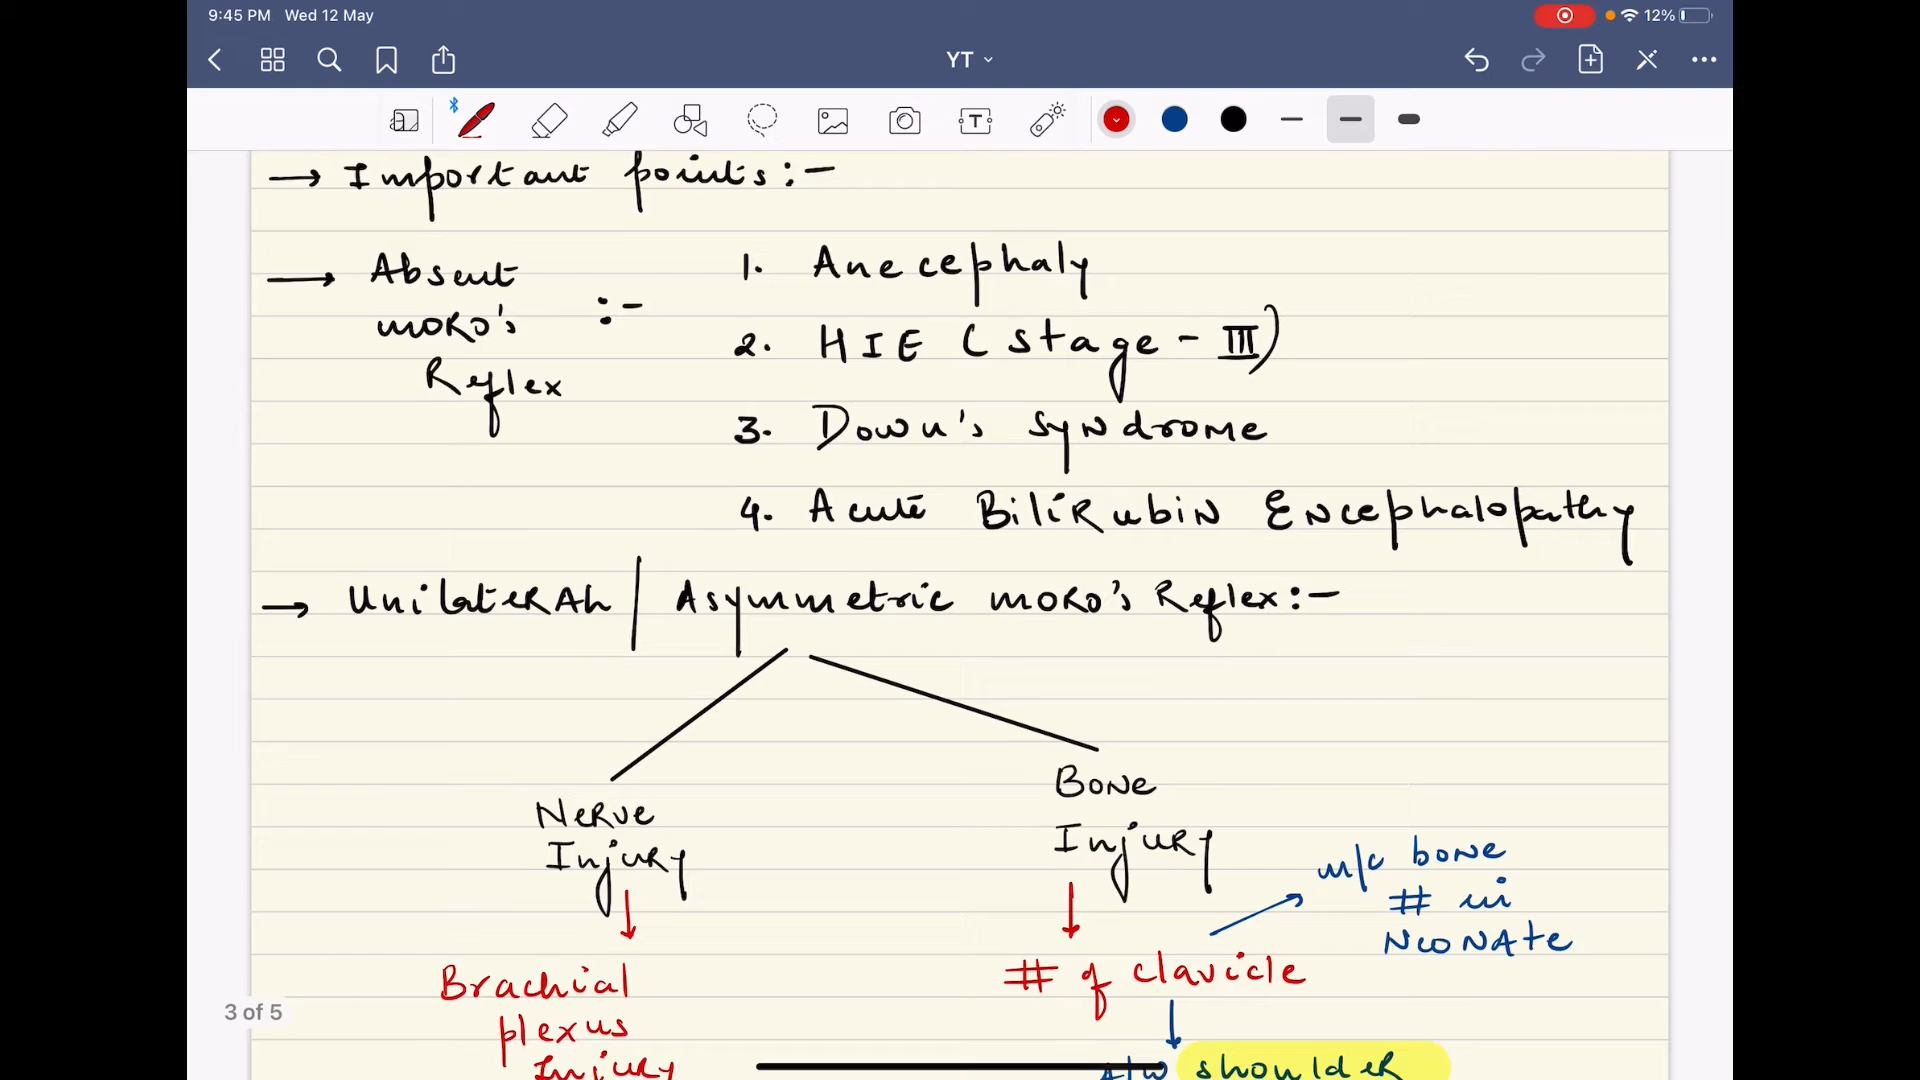 9:45 PM Wed 12 May
12%
YT
→ Important points:-
→ Absent
moro's :-
Reflex
1. Anecephaly
2. HIE (Stage - III)
3. Down's syndrome
4. Acute Bilirubin Encephalopathy
→ Unilateral / Asymmetric moro's Reflex:-
Nerve
Injury
Bone
Injury
m/c bone
# in
Neonate
Brachial
plexus
Injury
# of clavicle
shoulder
3 of 5